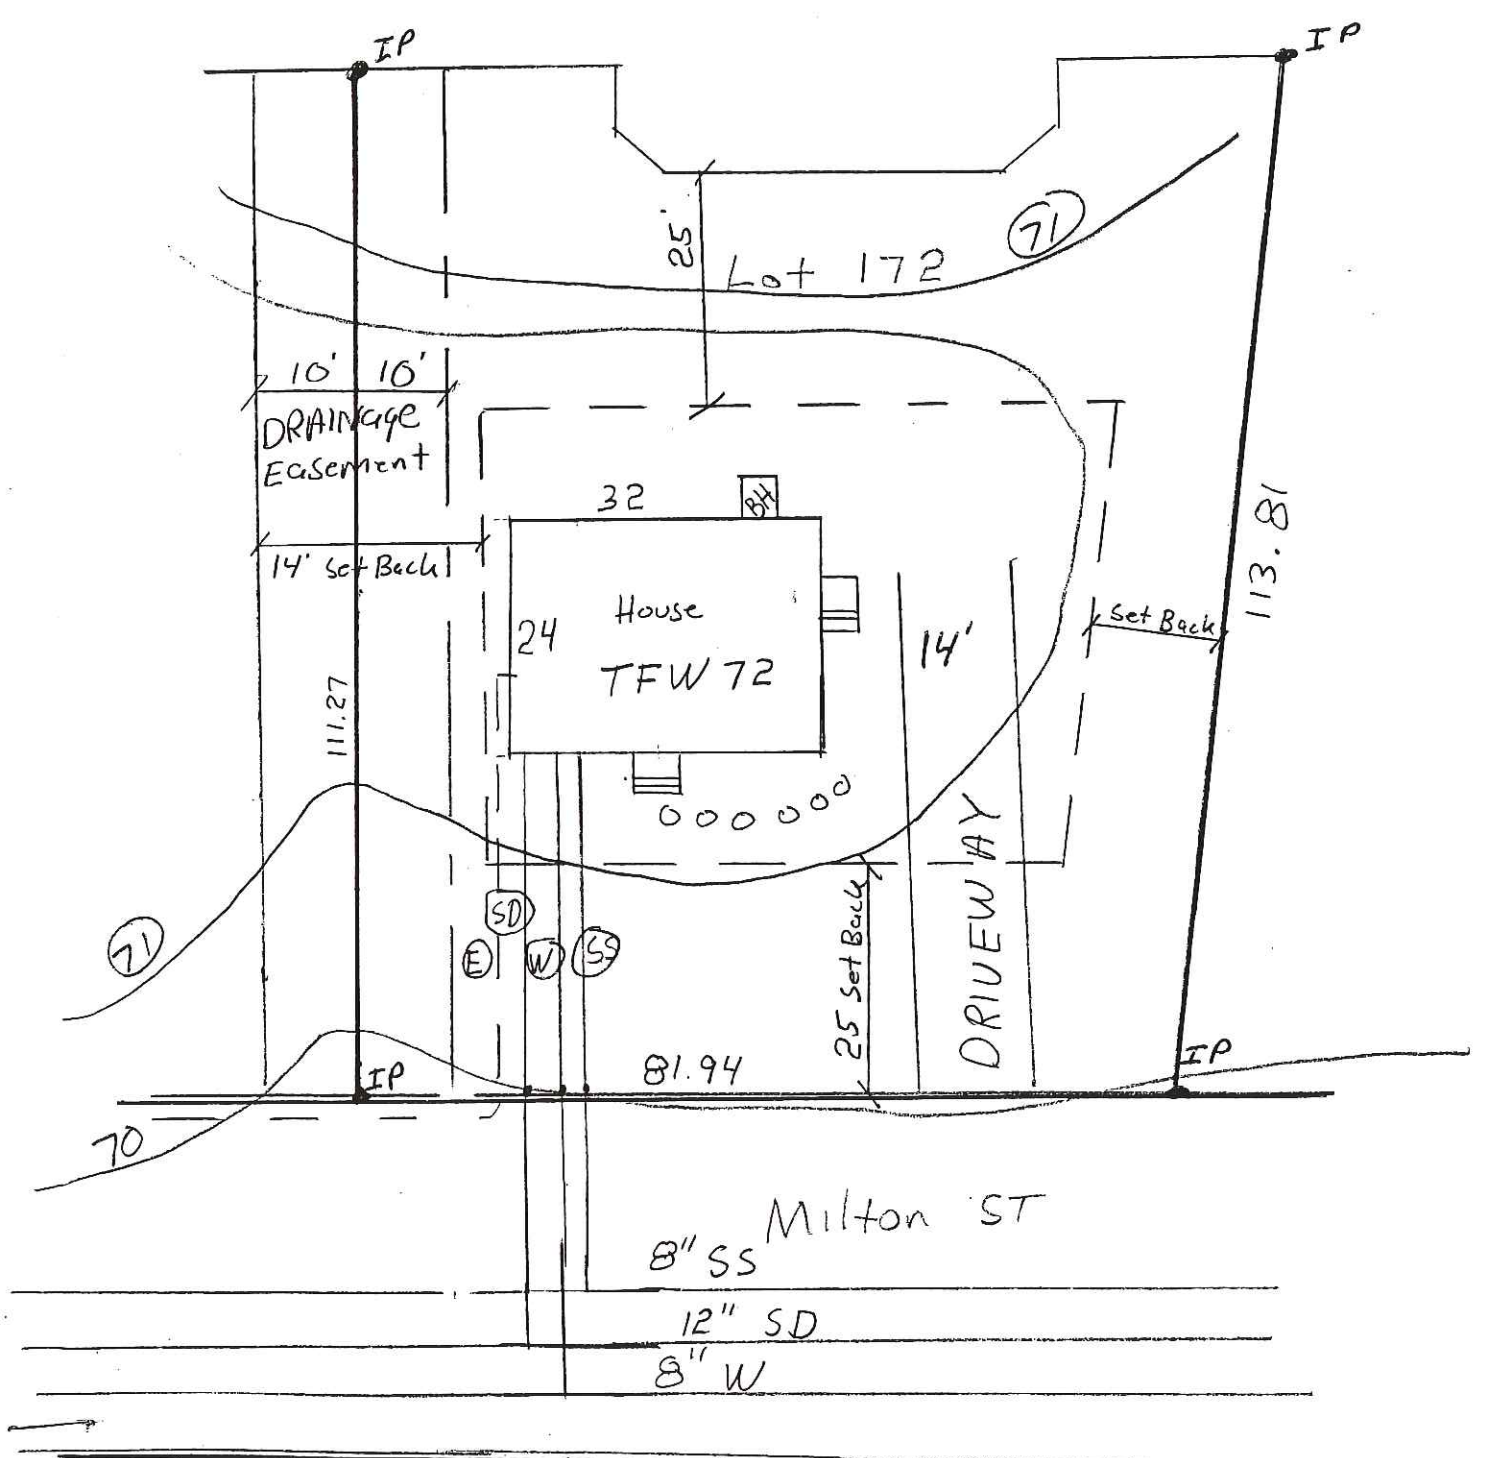 IP
IP
71
25'
Lot 172
10' 10'
DRAINage
Easement
32
BH
113.81
14' Set Back
House
24
14'
Set Back
TFW 72
111.27
DRIVEWAY
SD
71
E
W
SS
25 Set Back
81.94
IP
IP
70
Milton ST
8" SS
12" SD
8" W